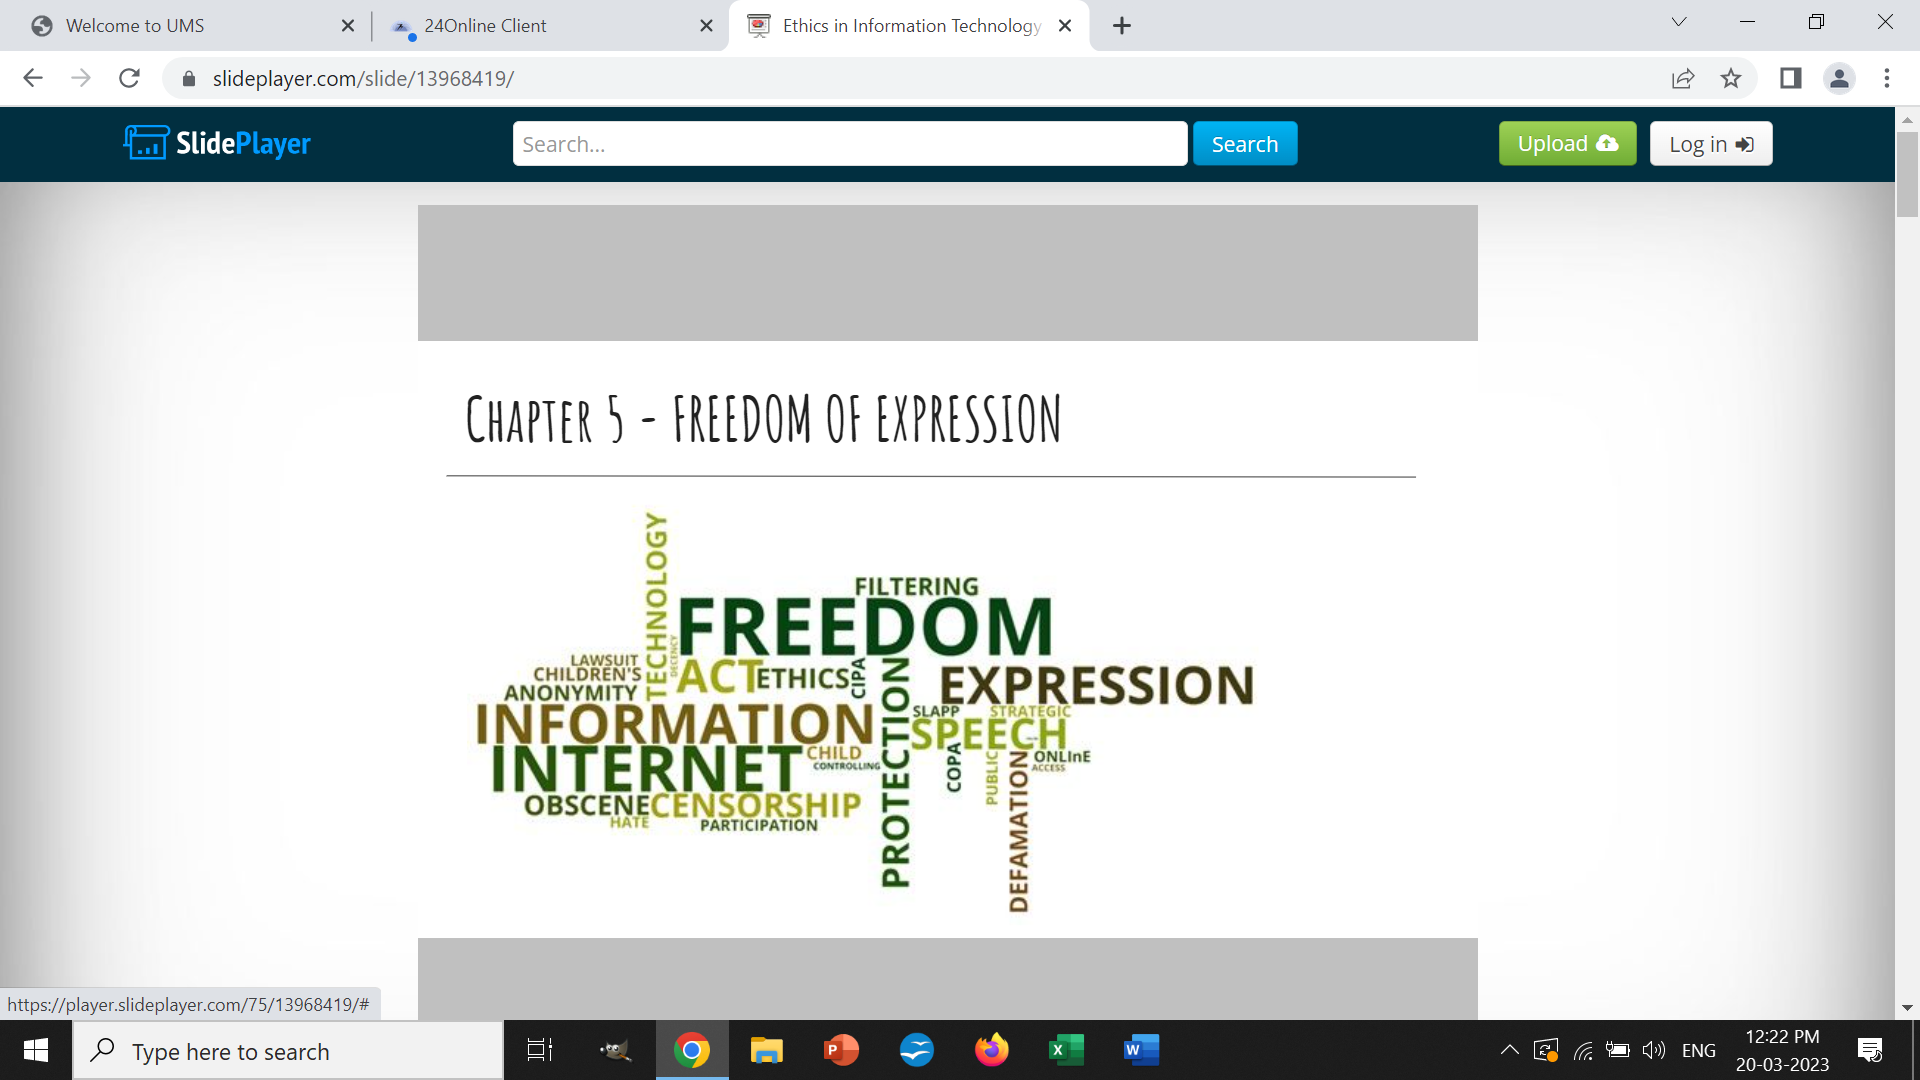 Welcome to UMS
24Online Client
Ethics in Information Technology
slideplayer.com/slide/13968419/
SlidePlayer
Search...
Search
Upload
Log in
CHAPTER 5 - FREEDOM OF EXPRESSION
TECHNOLOGY
FILTERING
FREEDOM
DECENCY
LAWSUIT
CHILDREN'S
ACT
ETHICS
CIPA
EXPRESSION
ANONYMITY
INFORMATION
PROTECTION
SLAPP
STRATEGIC
SPEECH
INTERNET
CHILD
CONTROLLING
COPA
PUBLIC
DEFAMATION
ONLInE
ACCESS
OBSCENE
CENSORSHIP
HATE
PARTICIPATION
https://player.slideplayer.com/75/13968419/#
Type here to search
ENG
12:22 PM
20-03-2023